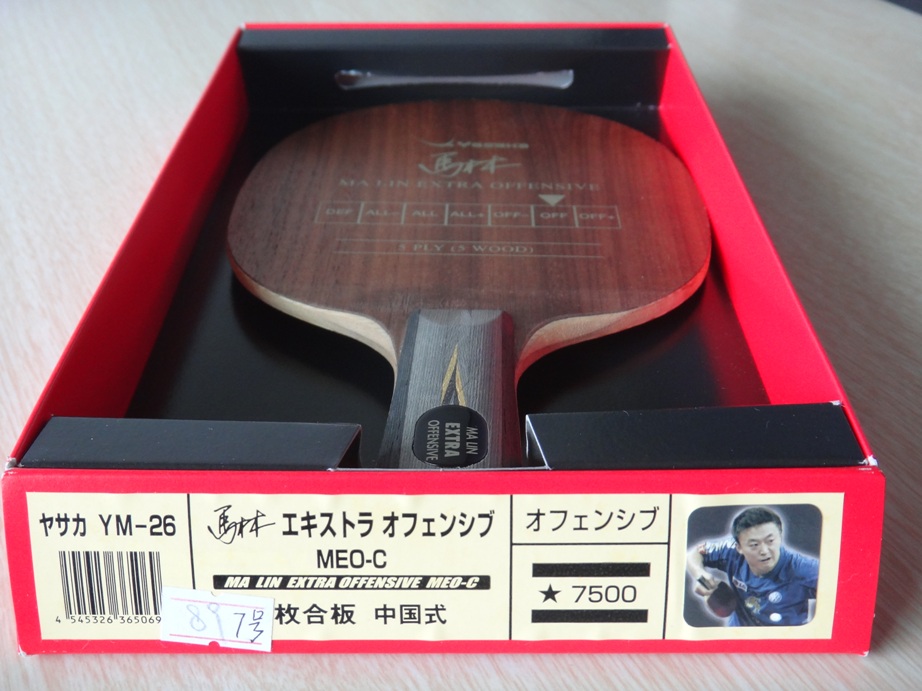 Yasaka
馬林
MA LIN EXTRA OFFENSIVE
DEF ALL- ALL ALL+ OFF- OFF OFF+
5 PLY (5 WOOD)
MA LIN
EXTRA
OFFENSIVE
ヤサカ YM-26
4 545326 365069
馬林 エキストラ オフェンシブ
MEO-C
MA LIN EXTRA OFFENSIVE MEO-C
枚合板 中国式
オフェンシブ
★ 7500
89 7号